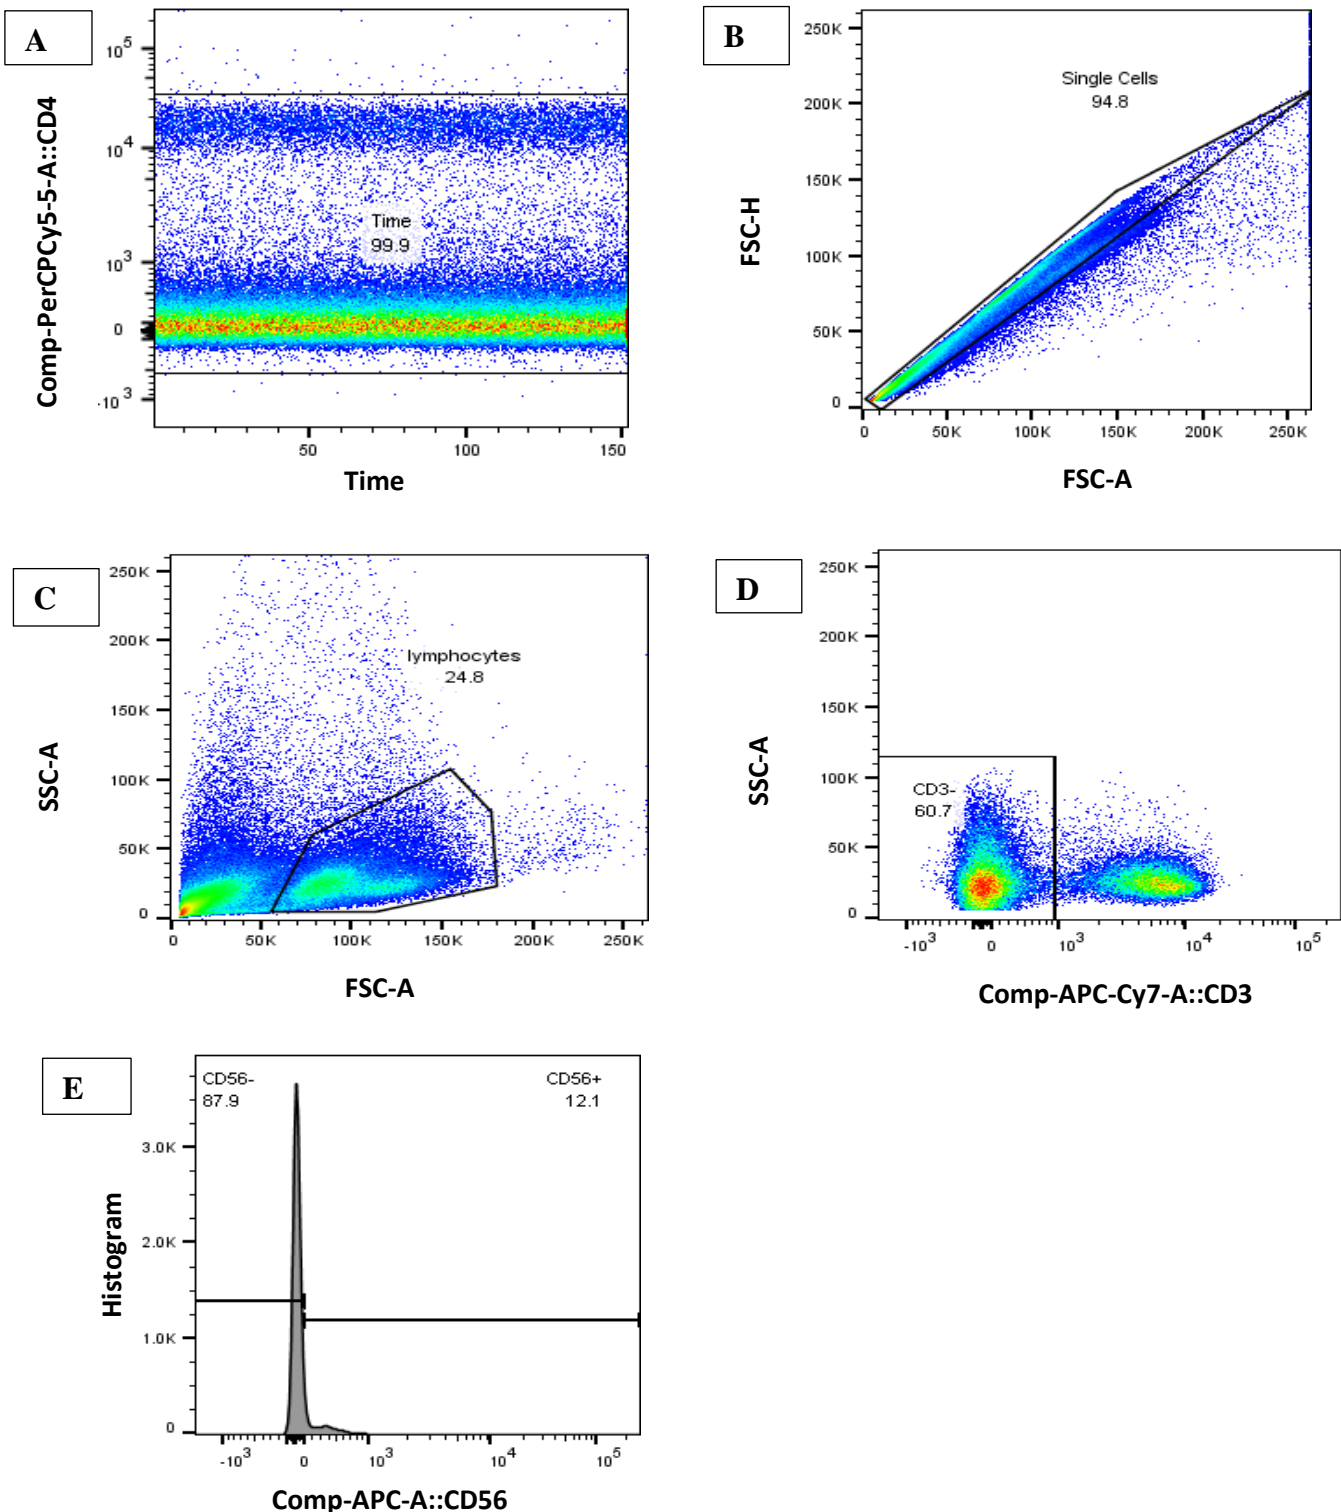 A
Comp-PerCPCy5-5-A::CD4
10^5
10^4
10^3
0
-10^3
Time
99.9
50
100
150
Time
B
FSC-H
250K
200K
150K
100K
50K
0
Single Cells
94.8
0
50K
100K
150K
200K
250K
FSC-A
C
SSC-A
250K
200K
150K
100K
50K
0
lymphocytes
24.8
0
50K
100K
150K
200K
250K
FSC-A
D
SSC-A
250K
200K
150K
100K
50K
0
CD3-
60.7
-10^3
0
10^3
10^4
10^5
Comp-APC-Cy7-A::CD3
E
Histogram
3.0K
2.0K
1.0K
0
CD56-
87.9
CD56+
12.1
-10^3
0
10^3
10^4
10^5
Comp-APC-A::CD56